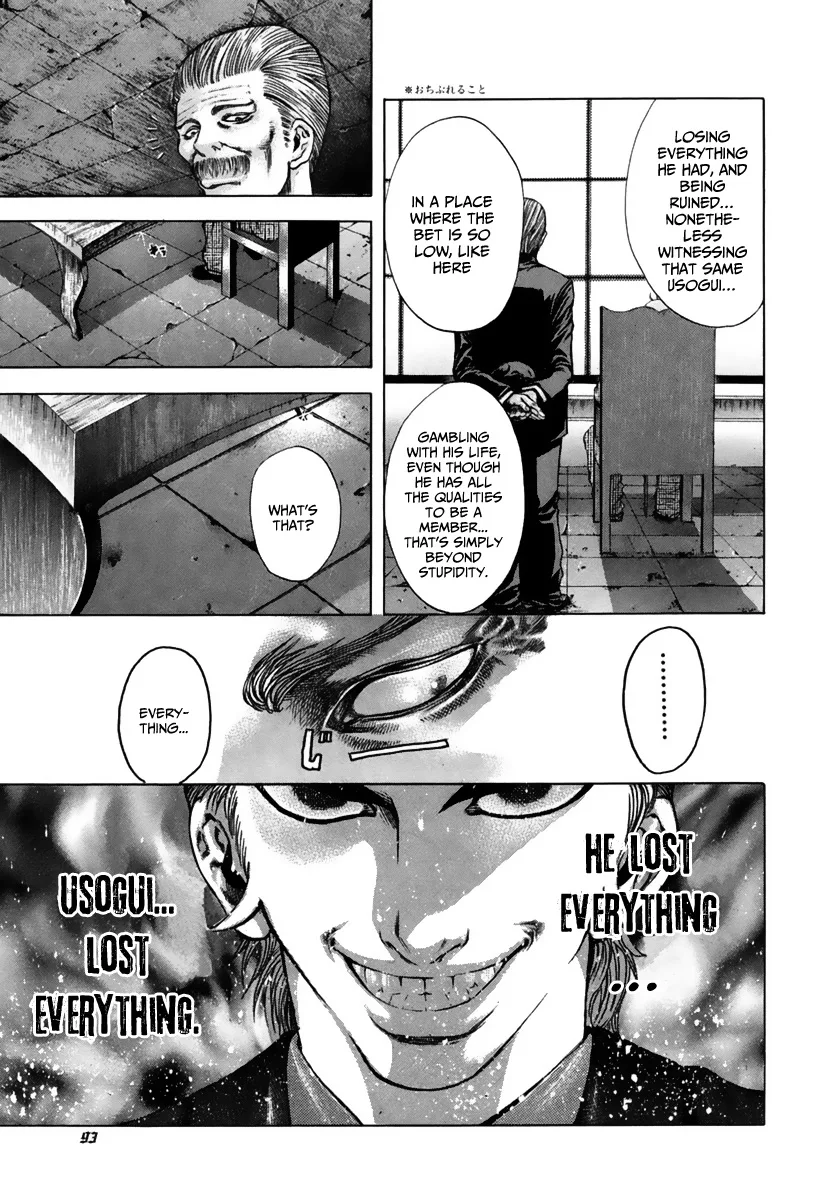 ※おちぶれること
LOSING
EVERYTHING
HE HAD, AND
BEING
RUINED...
NONETHE-
LESS
WITNESSING
THAT SAME
USOGUI...
IN A PLACE
WHERE THE
BET IS SO
LOW, LIKE
HERE
GAMBLING
WITH HIS LIFE,
EVEN THOUGH
HE HAS ALL
THE QUALITIES
TO BE A
MEMBER...
THAT'S SIMPLY
BEYOND
STUPIDITY.
WHAT'S
THAT?
.........
EVERY-
THING...
HE LOST
EVERYTHING
...
USOGUI...
LOST
EVERYTHING.
93